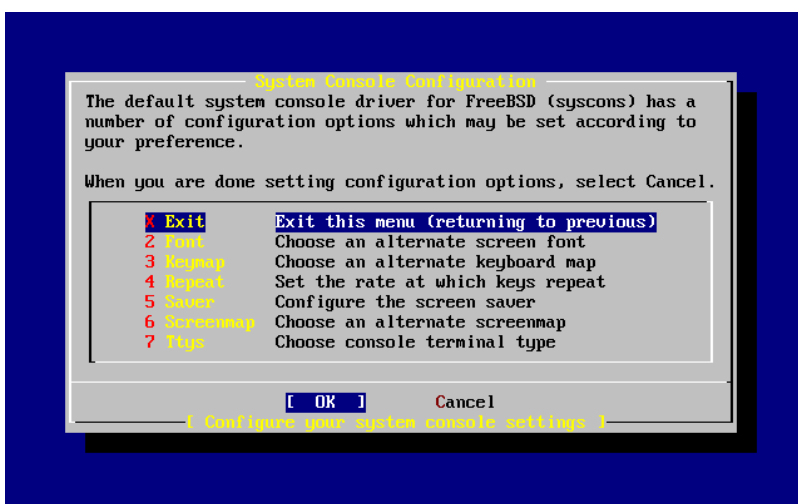 System Console Configuration
The default system console driver for FreeBSD (syscons) has a
number of configuration options which may be set according to
your preference.
When you are done setting configuration options, select Cancel.
X Exit Exit this menu (returning to previous)
2 Font Choose an alternate screen font
3 Keymap Choose an alternate keyboard map
4 Repeat Set the rate at which keys repeat
5 Saver Configure the screen saver
6 Screenmap Choose an alternate screenmap
7 Ttys Choose console terminal type
[ OK ] Cancel
[ Configure your system console settings ]